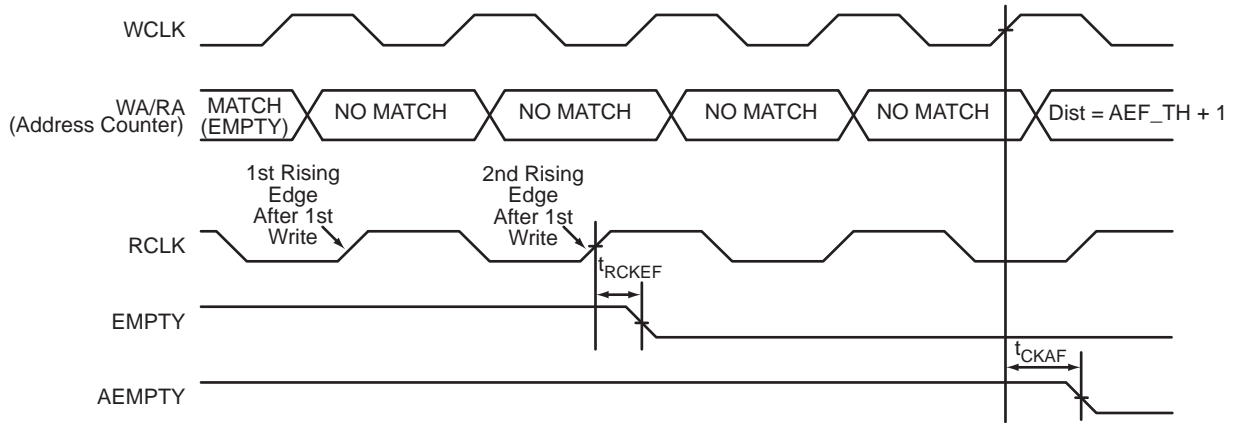 WCLK
WA/RA
(Address Counter)
MATCH
(EMPTY)
NO MATCH
NO MATCH
NO MATCH
NO MATCH
Dist = AEF_TH + 1
1st Rising
Edge
After 1st
Write
2nd Rising
Edge
After 1st
Write
RCLK
tRCKEF
EMPTY
tCKAF
AEMPTY